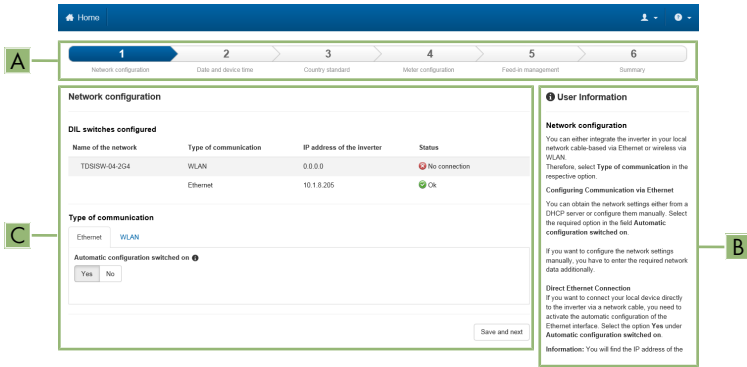 Home
A
1 2 3 4 5 6
Network configuration Date and device time Country standard Meter configuration Feed-in management Summary
Network configuration
DIL switches configured
Name of the network Type of communication IP address of the inverter Status
TDSISW-04-2G4 WLAN 0.0.0.0 No connection
Ethernet 10.1.8.205 Ok
Type of communication
Ethernet WLAN
Automatic configuration switched on
Yes No
Save and next
C
User Information
Network configuration
You can either integrate the inverter in your local
network cable-based via Ethernet or wireless via
WLAN.
Therefore, select Type of communication in the
respective option.
Configuring Communication via Ethernet
You can obtain the network settings either from a
DHCP server or configure them manually. Select
the required option in the field Automatic
configuration switched on.
If you want to configure the network settings
manually, you have to enter the required network
data additionally.
Direct Ethernet Connection
If you want to connect your local device directly
to the inverter via a network cable, you need to
activate the automatic configuration of the
Ethernet interface. Select the option Yes under
Automatic configuration switched on.
Information: You will find the IP address of the
B